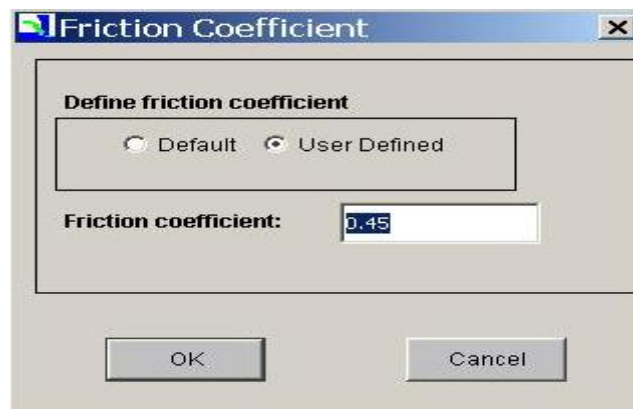 Friction Coefficient
Define friction coefficient
Default User Defined
Friction coefficient: 0.45
OK Cancel